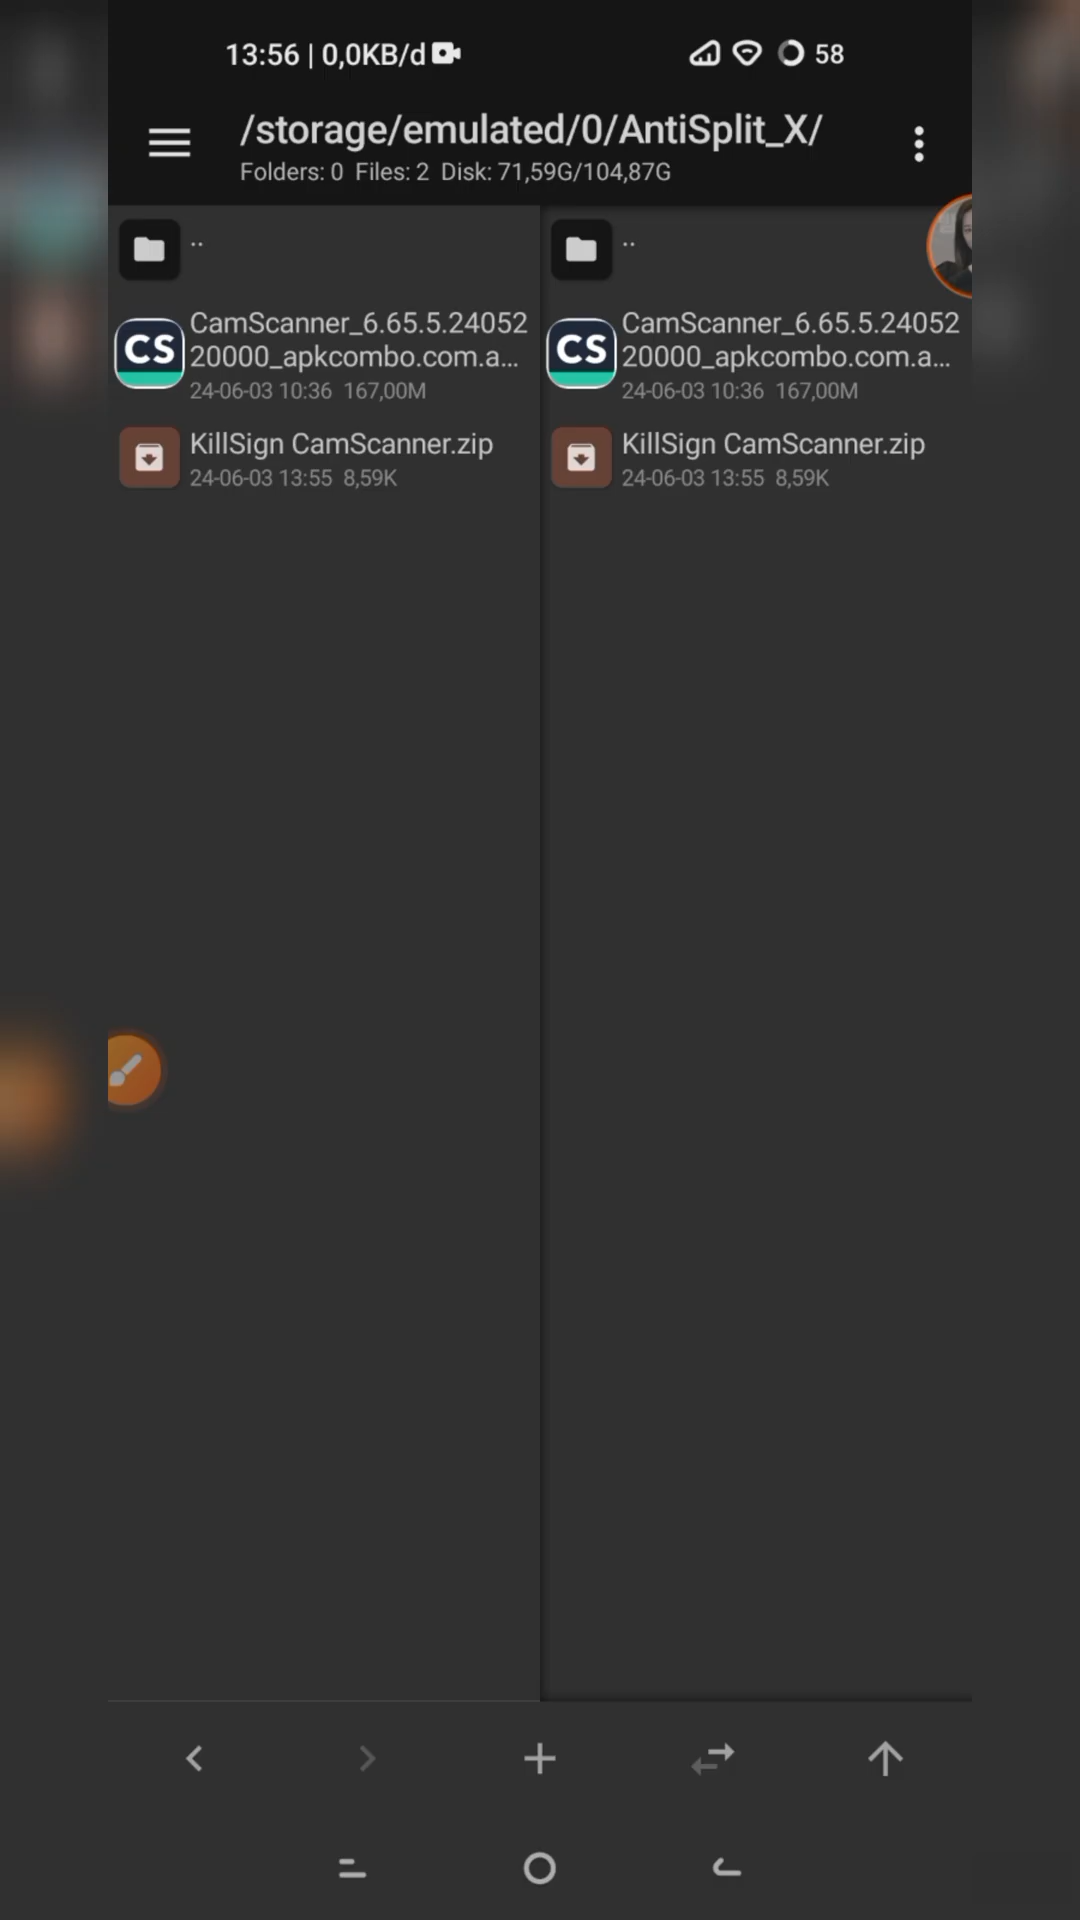 13:56 | 0,0KB/d 58
/storage/emulated/0/AntiSplit_X/
Folders: 0 Files: 2 Disk: 71,59G/104,87G
..
CS
CamScanner_6.65.5.24052
20000_apkcombo.com.a...
24-06-03 10:36 167,00M
KillSign CamScanner.zip
24-06-03 13:55 8,59K
..
CS
CamScanner_6.65.5.24052
20000_apkcombo.com.a...
24-06-03 10:36 167,00M
KillSign CamScanner.zip
24-06-03 13:55 8,59K